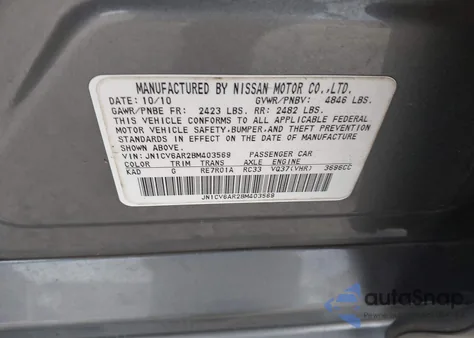 MANUFACTURED BY NISSAN MOTOR CO.,LTD.
DATE: 10/10 GVWR/PNBV: 4846 LBS.
GAWR/PNBE FR: 2423 LBS. RR: 2482 LBS.
THIS VEHICLE CONFORMS TO ALL APPLICABLE FEDERAL
MOTOR VEHICLE SAFETY,BUMPER,AND THEFT PREVENTION
STANDARDS IN EFFECT ON THE DATE OF MANUFACTURE
SHOWN ABOVE.
VIN: JN1CV6AR2BM403569 PASSENGER CAR
COLOR TRIM TRANS AXLE ENGINE
KAD G RE7R01A RC33 VQ37(VHR) 3696CC
JN1CV6AR2BM403569
autoSnap